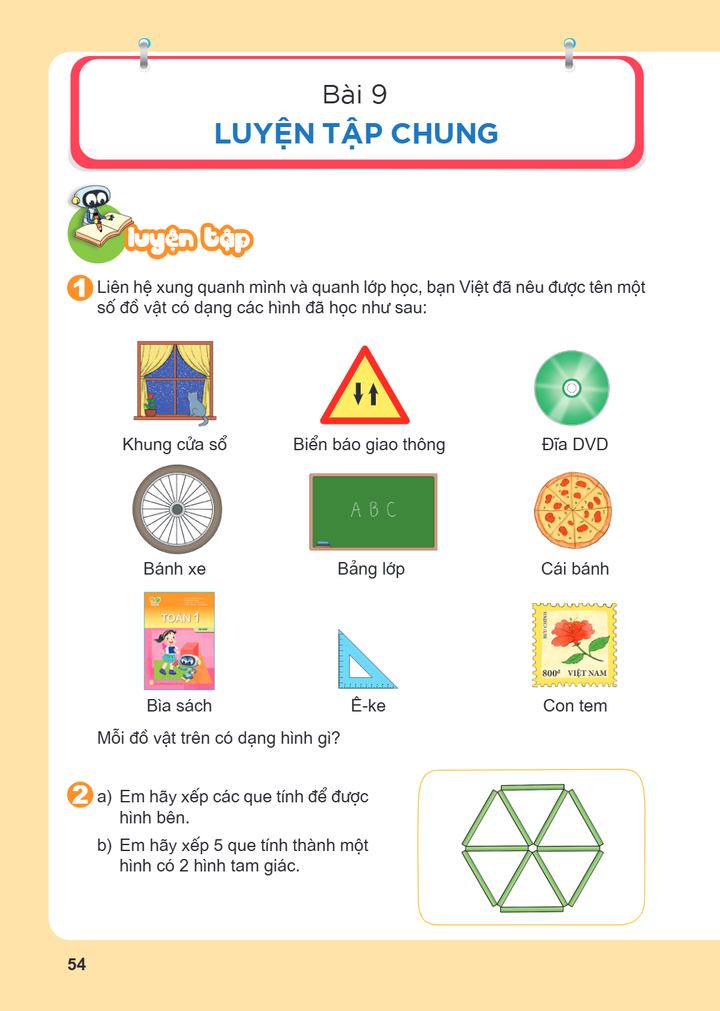 Bài 9
LUYỆN TẬP CHUNG
luyện tập
1 Liên hệ xung quanh mình và quanh lớp học, bạn Việt đã nêu được tên một
số đồ vật có dạng các hình đã học như sau:
Khung cửa sổ
Biển báo giao thông
Đĩa DVD
A B C
Bánh xe
Bảng lớp
Cái bánh
TOÁN 1
BƯU CHÍNH
800đ VIỆT NAM
Bìa sách
Ê-ke
Con tem
Mỗi đồ vật trên có dạng hình gì?
2 a) Em hãy xếp các que tính để được
hình bên.
b) Em hãy xếp 5 que tính thành một
hình có 2 hình tam giác.
54